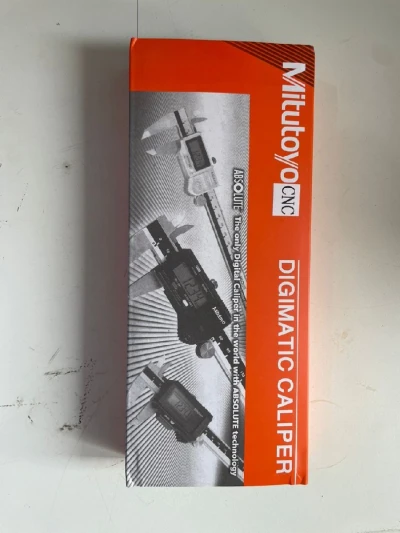 Mitutoyo
CNC
DIGIMATIC CALIPER
ABSOLUTE The only Digital Caliper in the world with ABSOLUTE technology